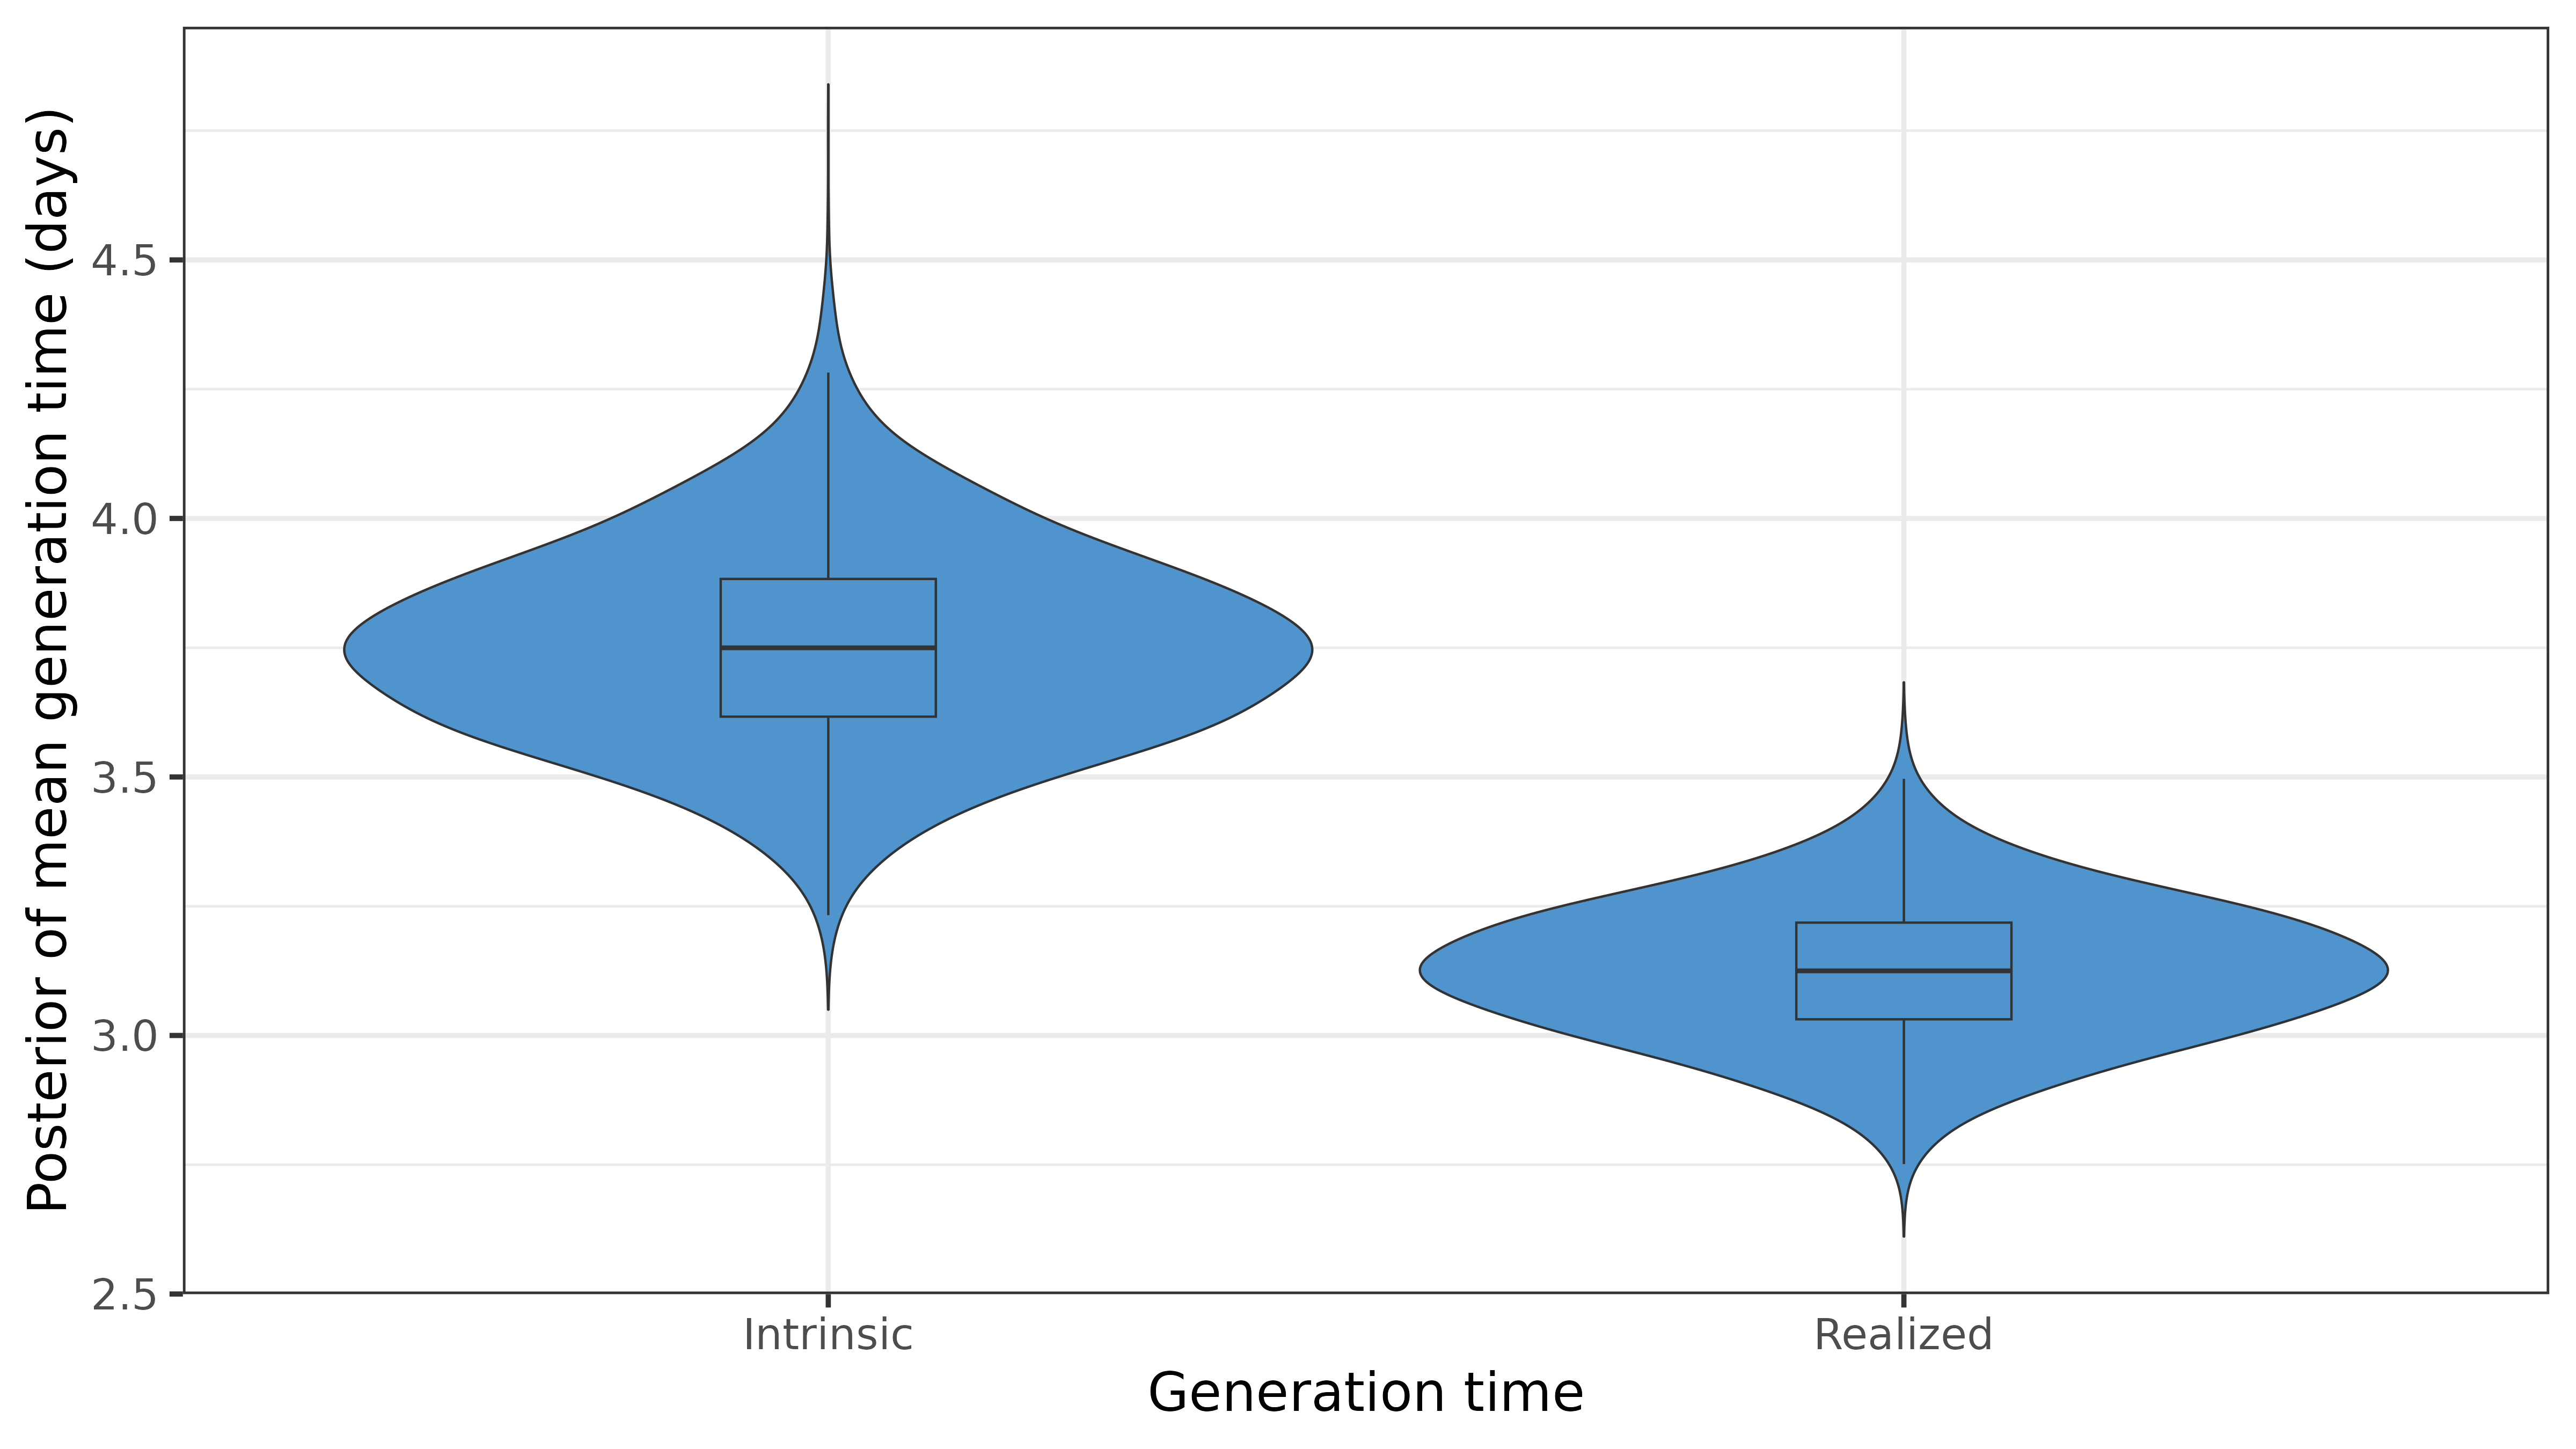 Posterior of mean generation time (days)
4.5
4.0
3.5
3.0
2.5
Intrinsic
Realized
Generation time